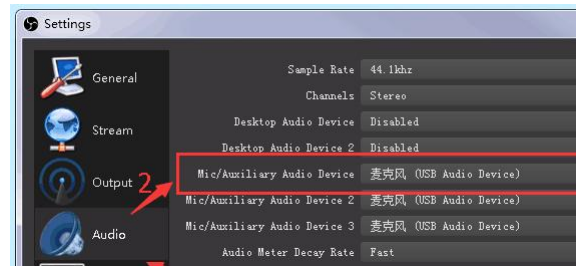 Settings
General
Stream
Output
Audio
2
Sample Rate 44.1khz
Channels Stereo
Desktop Audio Device Disabled
Desktop Audio Device 2 Disabled
Mic/Auxiliary Audio Device 麦克风 (USB Audio Device)
Mic/Auxiliary Audio Device 2 麦克风 (USB Audio Device)
Mic/Auxiliary Audio Device 3 麦克风 (USB Audio Device)
Audio Meter Decay Rate Fast